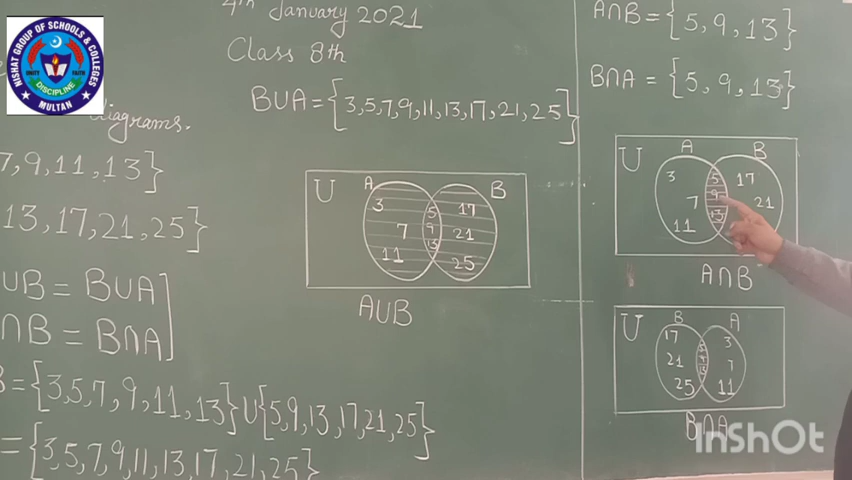 NISHAT GROUP OF SCHOOLS & COLLEGES
UNITY FAITH
DISCIPLINE
MULTAN
4th January 2021
Class 8th
diagrams.
7, 9, 11, 13}
13, 17, 21, 25}
UB = BUA]
∩B = B∩A]
B = {3,5,7,9,11,13}U{5,9,13,17,21,25}
= {3,5,7,9,11,13,17,21,25}
BUA = {3,5,7,9,11,13,17,21,25}
U A B
3 5 17
7 9 21
11 13 25
AUB
A∩B = {5, 9, 13}
B∩A = {5, 9, 13}
A B
U 3 5 17
7 9 21
11 13
A∩B
U B A
17 3
21 9 7
25 13 11
B∩A
InShOt